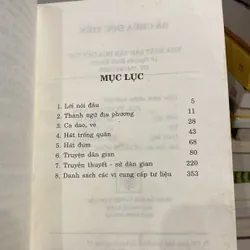 MỤC LỤC
1. Lời nói đầu 5
2. Thành ngữ địa phương 11
3. Ca dao, vè 28
4. Hát trống quân 43
5. Hát đúm 68
6. Truyện dân gian 80
7. Truyền thuyết - sử dân gian 220
8. Danh sách các vị cung cấp tư liệu 353